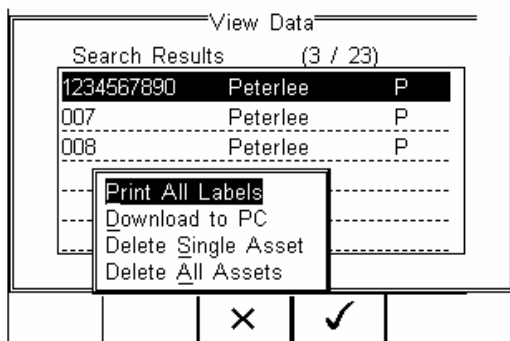 View Data
Search Results (3 / 23)
1234567890 Peterlee P
007 Peterlee P
008 Peterlee P
Print All Labels
Download to PC
Delete Single Asset
Delete All Assets